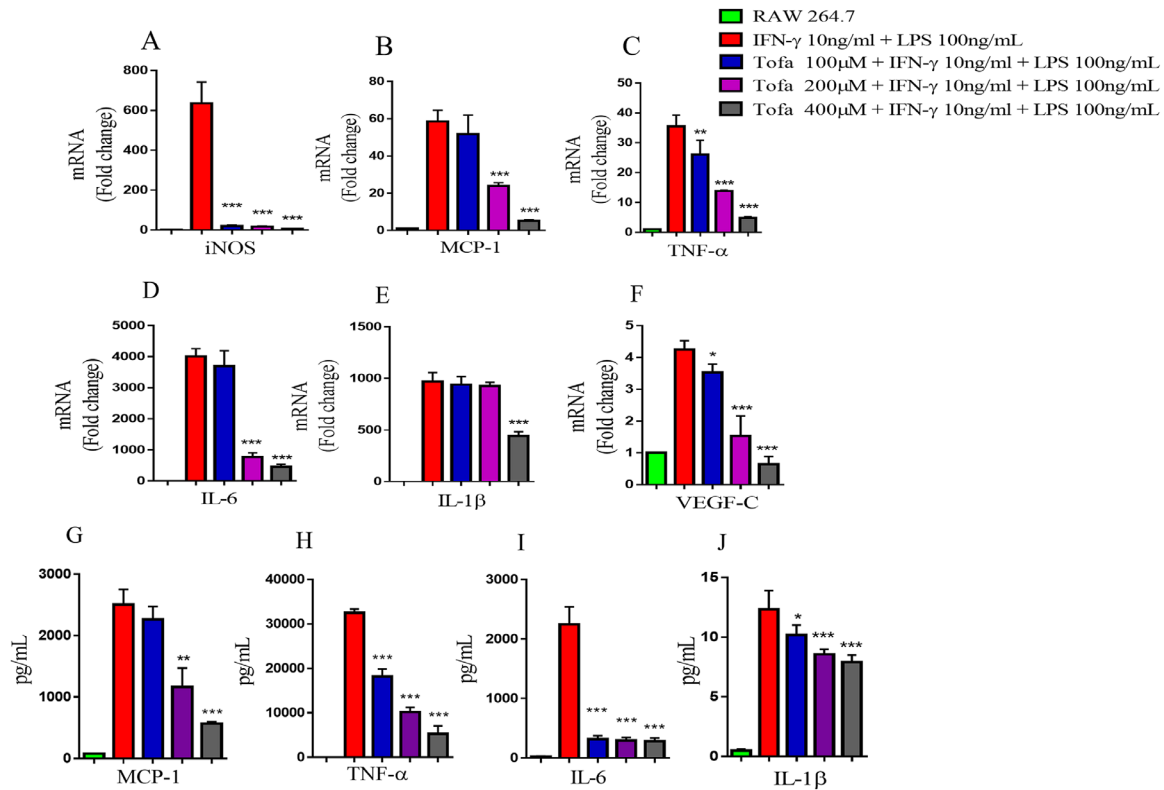 RAW 264.7
IFN-γ 10ng/ml + LPS 100ng/mL
Tofa 100μM + IFN-γ 10ng/ml + LPS 100ng/mL
Tofa 200μM + IFN-γ 10ng/ml + LPS 100ng/mL
Tofa 400μM + IFN-γ 10ng/ml + LPS 100ng/mL
A
mRNA
(Fold change)
800
600
400
200
0
***
***
***
iNOS
B
mRNA
(Fold change)
80
60
40
20
0
***
***
MCP-1
C
mRNA
(Fold change)
50
40
30
20
10
0
**
***
***
TNF-α
D
mRNA
(Fold change)
5000
4000
3000
2000
1000
0
***
***
IL-6
E
mRNA
(Fold change)
1500
1000
500
0
***
IL-1β
F
mRNA
(Fold change)
5
4
3
2
1
0
*
***
***
VEGF-C
G
pg/mL
3000
2000
1000
0
**
***
MCP-1
H
pg/mL
40000
30000
20000
10000
0
***
***
***
TNF-α
I
pg/mL
3000
2000
1000
0
***
***
***
IL-6
J
pg/mL
15
10
5
0
*
***
***
IL-1β